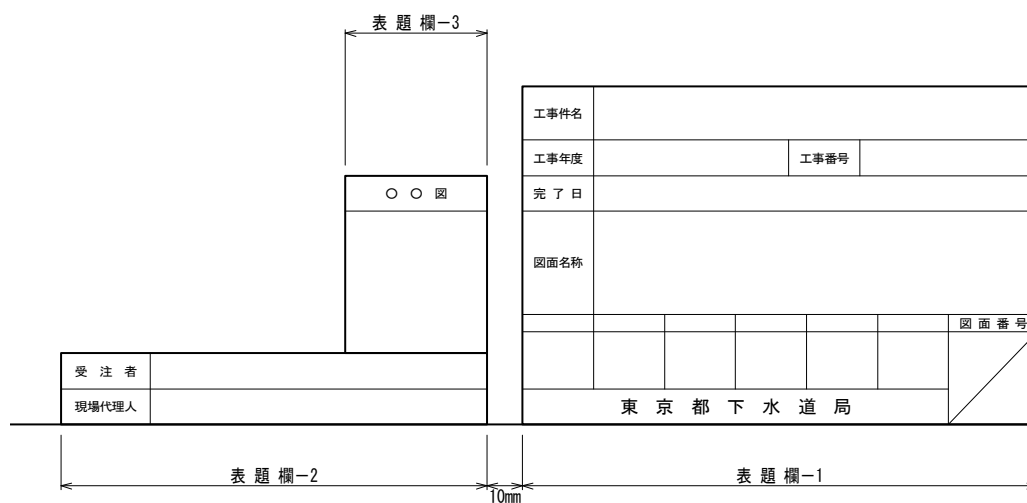 表題欄－3
工事件名
工事年度
工事番号
完了日
○○図
図面名称
図面番号
受注者
現場代理人
東京都下水道局
表題欄－2
10mm
表題欄－1